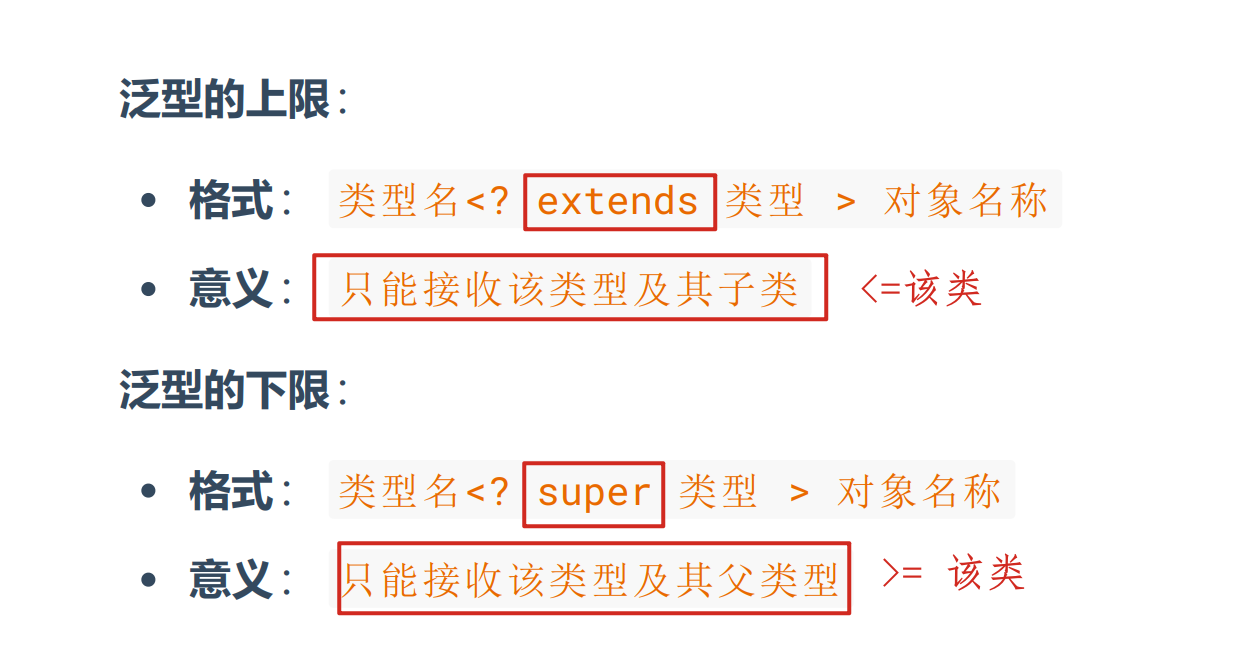 泛型的上限：
• 格式： 类型名<? extends 类型 > 对象名称
• 意义： 只能接收该类型及其子类 <=该类
泛型的下限：
• 格式： 类型名<? super 类型 > 对象名称
• 意义： 只能接收该类型及其父类型 >= 该类